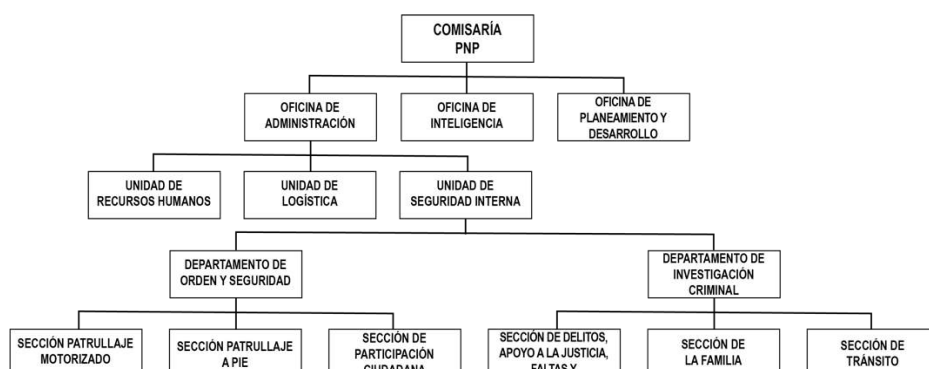 COMISARÍA
PNP
OFICINA DE
ADMINISTRACIÓN
OFICINA DE
INTELIGENCIA
OFICINA DE
PLANEAMIENTO Y
DESARROLLO
UNIDAD DE
RECURSOS HUMANOS
UNIDAD DE
LOGÍSTICA
UNIDAD DE
SEGURIDAD INTERNA
DEPARTAMENTO DE
ORDEN Y SEGURIDAD
DEPARTAMENTO DE
INVESTIGACIÓN
CRIMINAL
SECCIÓN PATRULLAJE
MOTORIZADO
SECCIÓN PATRULLAJE
A PIE
SECCIÓN DE
PARTICIPACIÓN
CIUDADANA
SECCIÓN DE DELITOS,
APOYO A LA JUSTICIA,
FALTAS Y
SECCIÓN DE
LA FAMILIA
SECCIÓN DE
TRÁNSITO